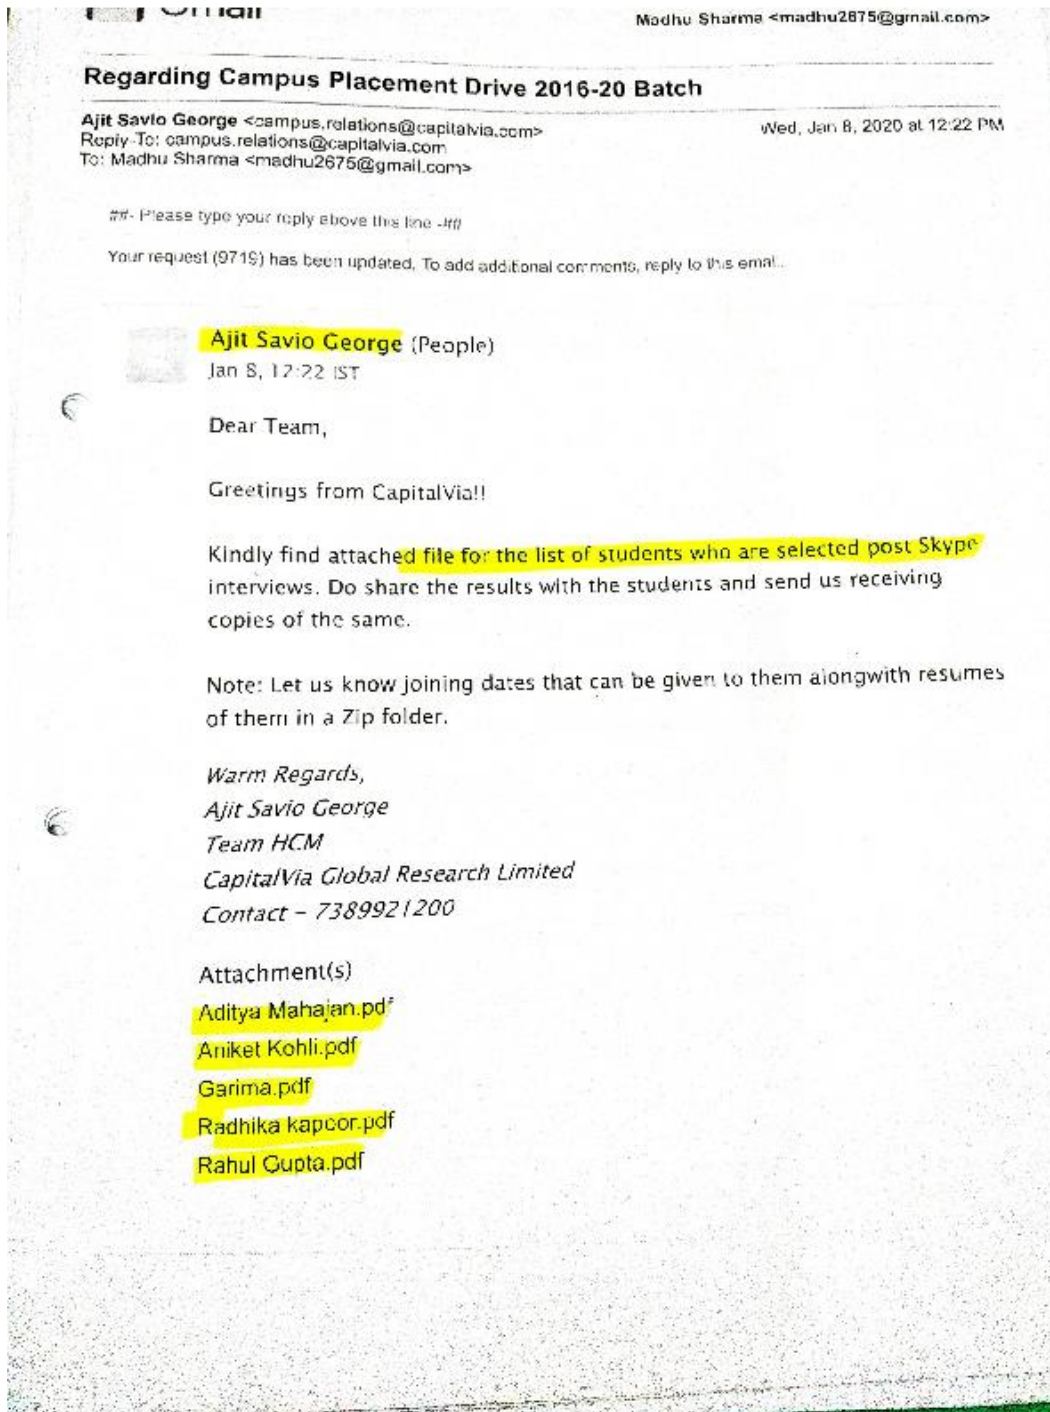 Gmail
Madhu Sharma <madhu2675@gmail.com>
Regarding Campus Placement Drive 2016-20 Batch
Ajit Savio George <campus.relations@capitalvia.com>
Wed, Jan 8, 2020 at 12:22 PM
Reply-To: campus.relations@capitalvia.com
To: Madhu Sharma <madhu2675@gmail.com>
##- Please type your reply above this line -##
Your request (9719) has been updated. To add additional comments, reply to this email.
Ajit Savio George (People)
Jan 8, 12:22 IST
Dear Team,
Greetings from CapitalVia!!
Kindly find attached file for the list of students who are selected post Skype
interviews. Do share the results with the students and send us receiving
copies of the same.
Note: Let us know joining dates that can be given to them alongwith resumes
of them in a Zip folder.
Warm Regards,
Ajit Savio George
Team HCM
CapitalVia Global Research Limited
Contact – 7389921200
Attachment(s)
Aditya Mahajan.pdf
Aniket Kohli.pdf
Garima.pdf
Radhika kapoor.pdf
Rahul Gupta.pdf